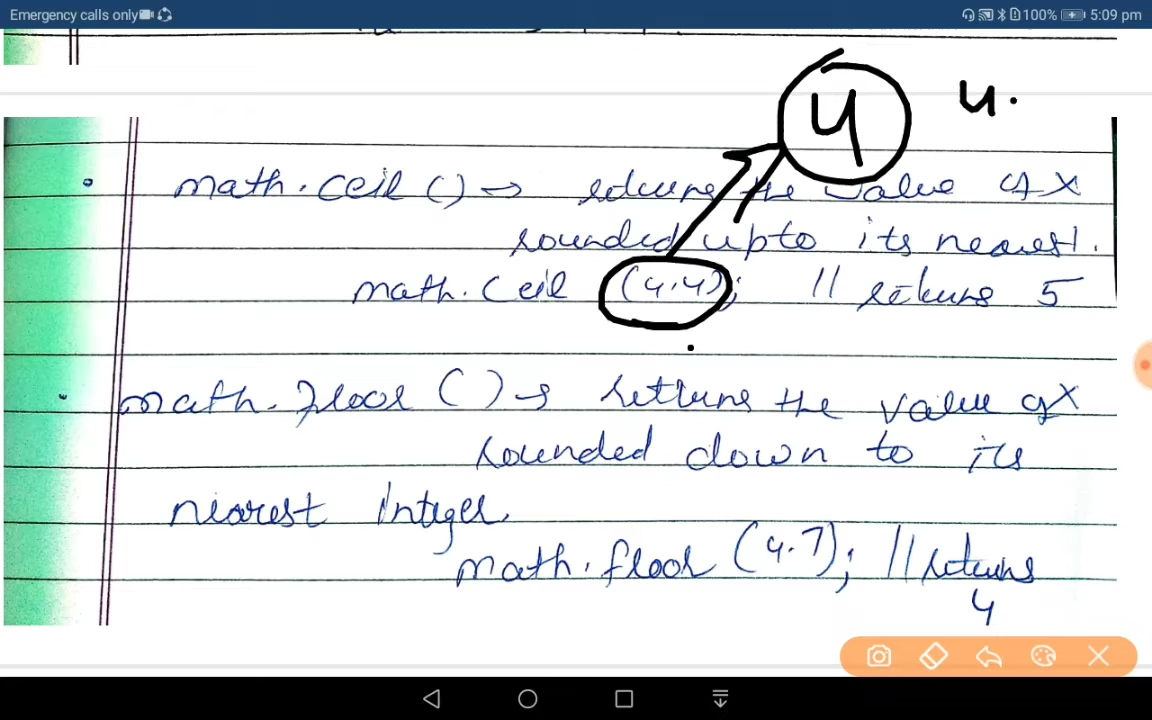 Emergency calls only 100% 5:09 pm
4 4.
math.ceil () → returns the value of x
rounded upto its nearest.
math.ceil (4.4); // returns 5
math.floor () → returns the value of x
rounded down to its
nearest Integer.
math.floor (4.7); // returns
4